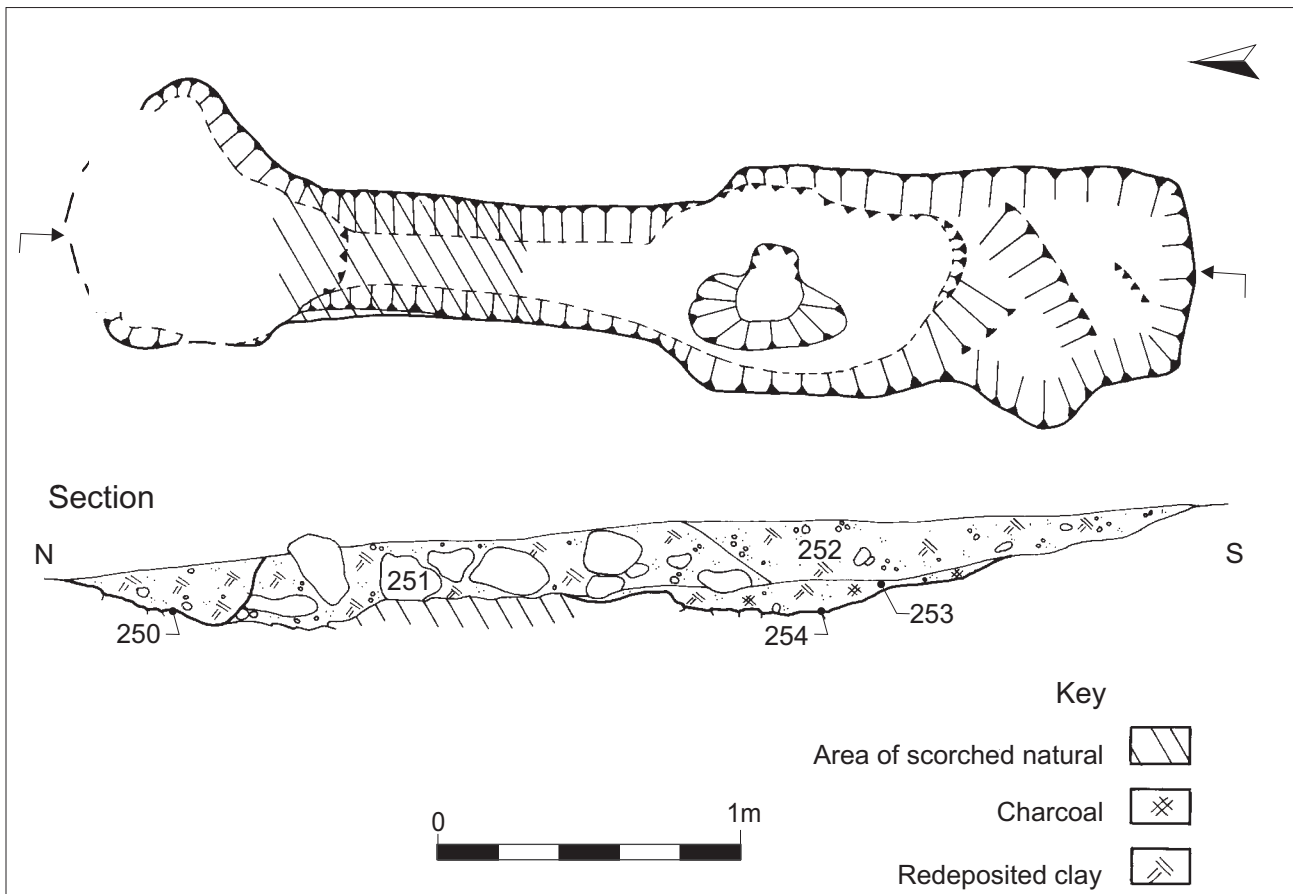 Section
N
S
251
252
250
254
253
Key
Area of scorched natural
Charcoal
Redeposited clay
0
1m